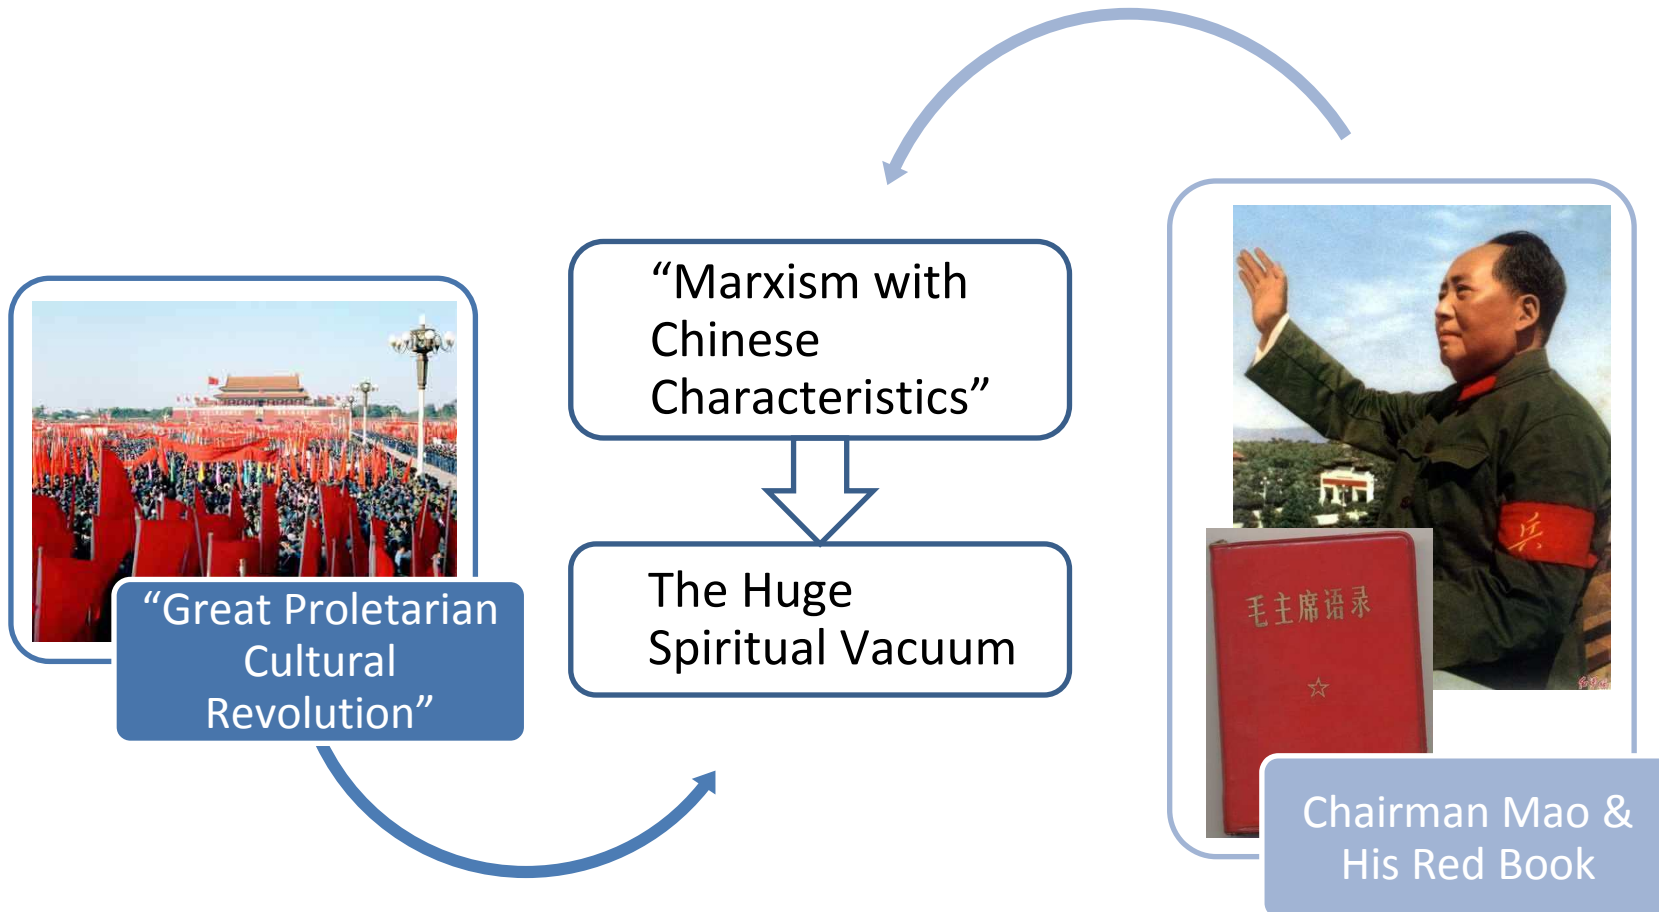 “Marxism with
Chinese
Characteristics”
The Huge
Spiritual Vacuum
“Great Proletarian
Cultural
Revolution”
兵
毛主席语录
Chairman Mao &
His Red Book